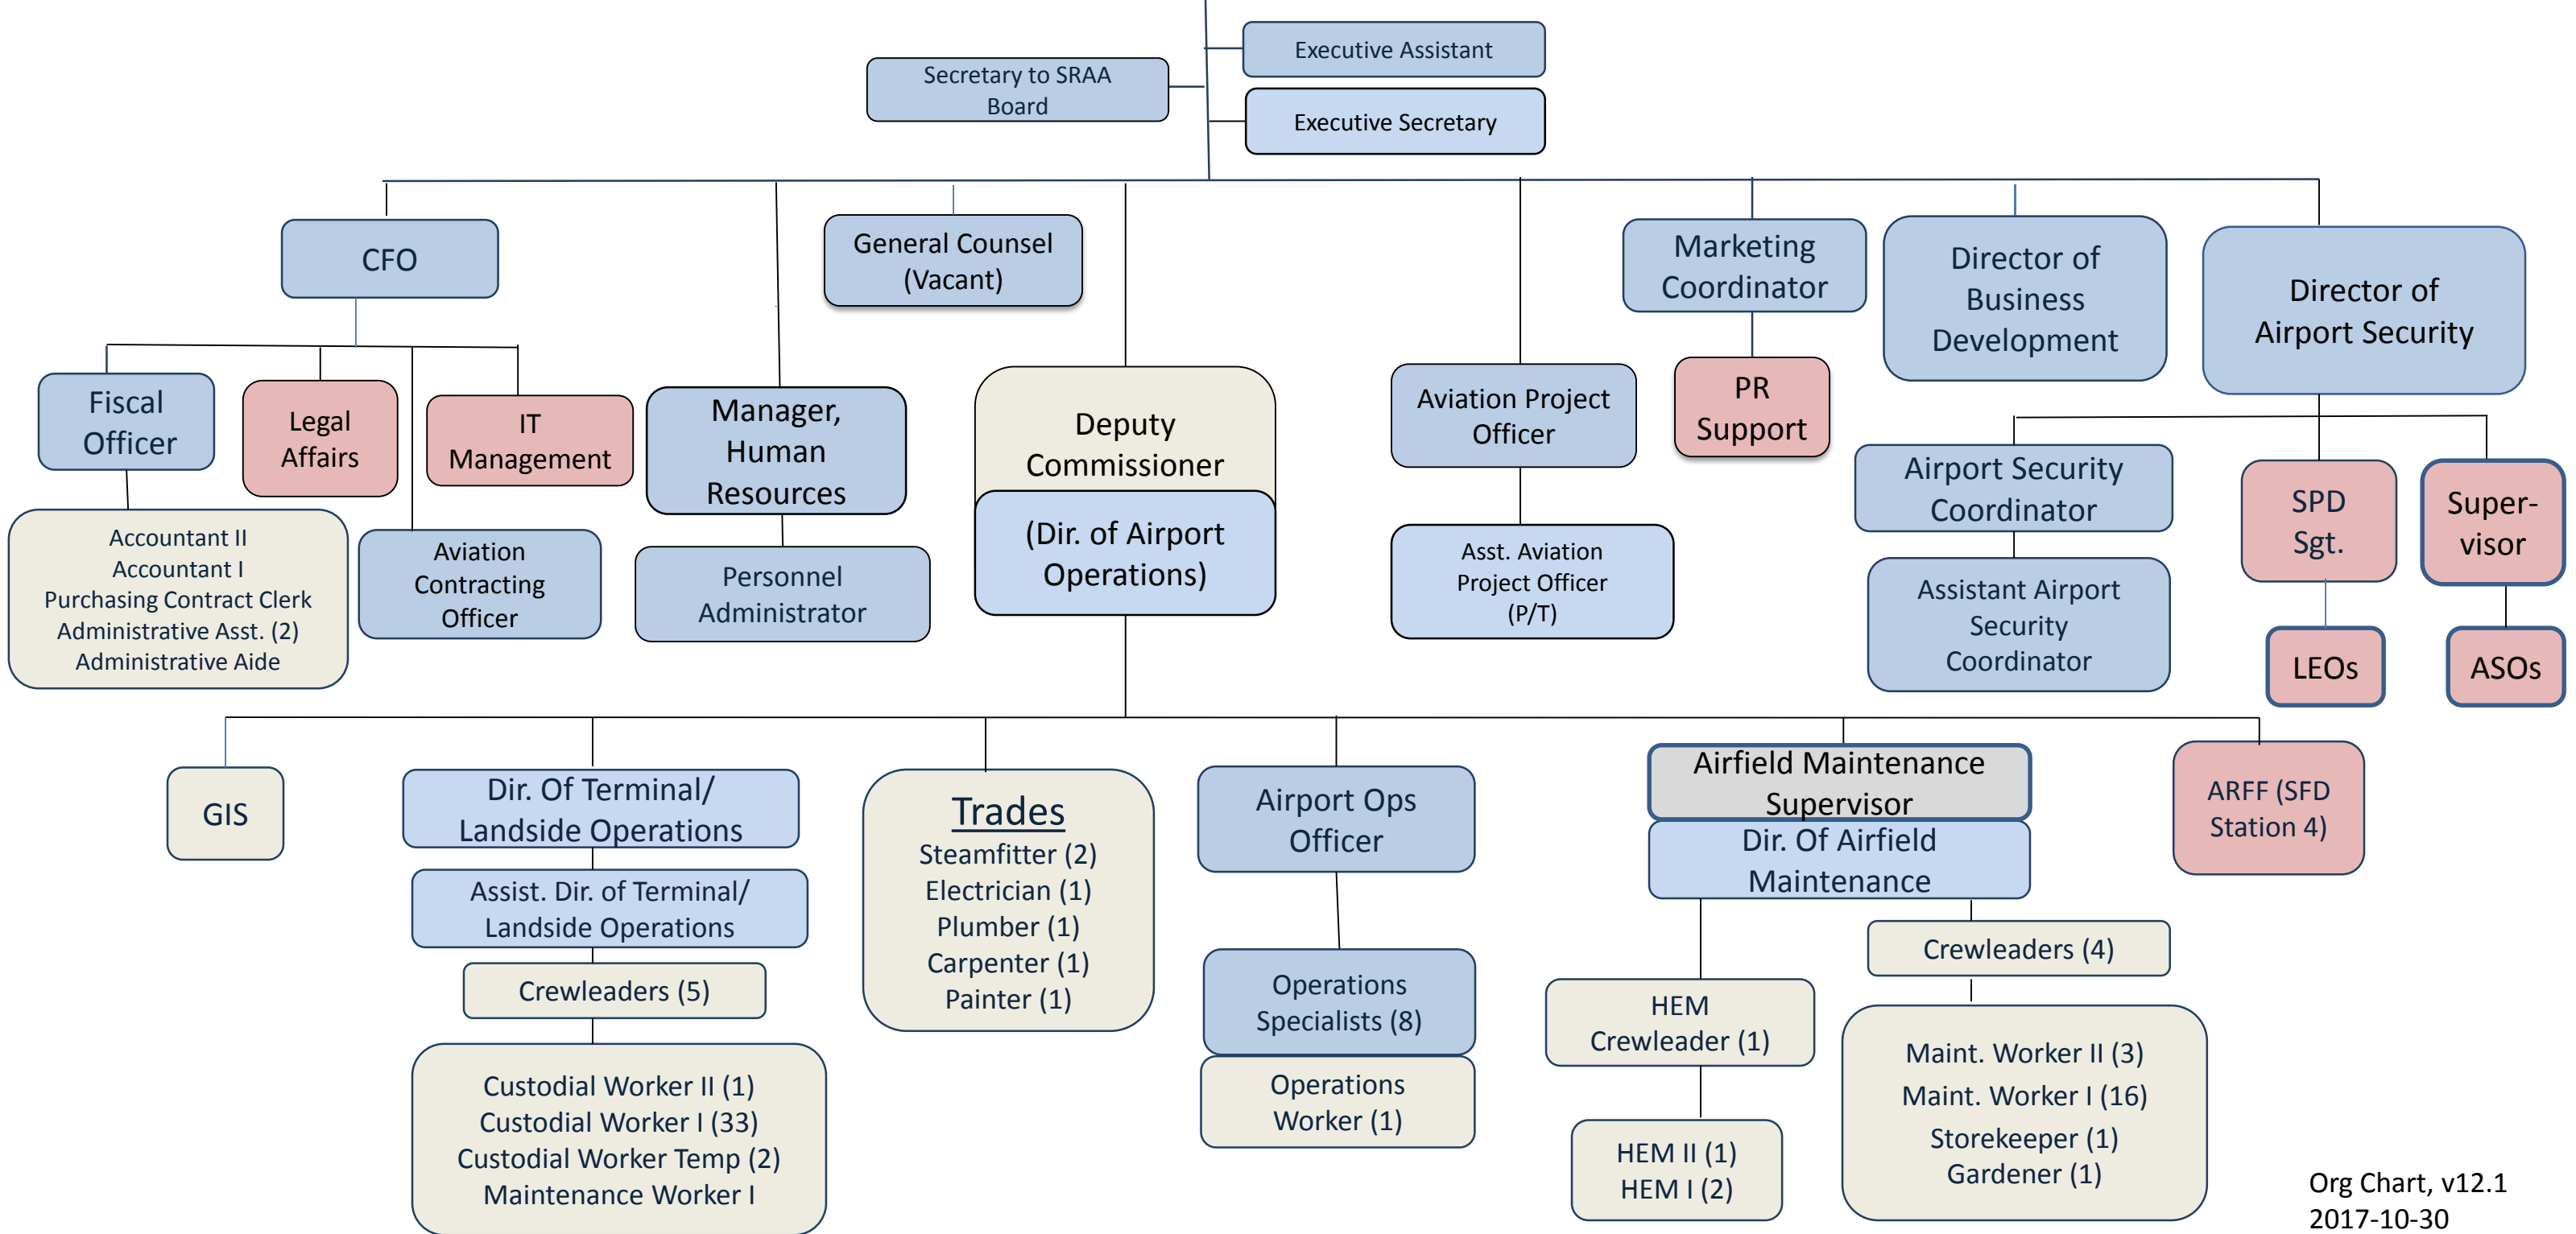 Executive Assistant
Secretary to SRAA
Board
Executive Secretary
CFO
General Counsel
(Vacant)
Marketing
Coordinator
Director of
Business
Development
Director of
Airport Security
Fiscal
Officer
Legal
Affairs
IT
Management
Manager,
Human
Resources
Deputy
Commissioner
(Dir. of Airport
Operations)
Aviation Project
Officer
PR
Support
Airport Security
Coordinator
SPD
Sgt.
Super-
visor
Accountant II
Accountant I
Purchasing Contract Clerk
Administrative Asst. (2)
Administrative Aide
Aviation
Contracting
Officer
Personnel
Administrator
Asst. Aviation
Project Officer
(P/T)
Assistant Airport
Security
Coordinator
LEOs
ASOs
GIS
Dir. Of Terminal/
Landside Operations
Assist. Dir. of Terminal/
Landside Operations
Crewleaders (5)
Custodial Worker II (1)
Custodial Worker I (33)
Custodial Worker Temp (2)
Maintenance Worker I
Trades
Steamfitter (2)
Electrician (1)
Plumber (1)
Carpenter (1)
Painter (1)
Airport Ops
Officer
Operations
Specialists (8)
Operations
Worker (1)
Airfield Maintenance
Supervisor
Dir. Of Airfield
Maintenance
HEM
Crewleader (1)
HEM II (1)
HEM I (2)
Crewleaders (4)
Maint. Worker II (3)
Maint. Worker I (16)
Storekeeper (1)
Gardener (1)
ARFF (SFD
Station 4)
Org Chart, v12.1
2017-10-30